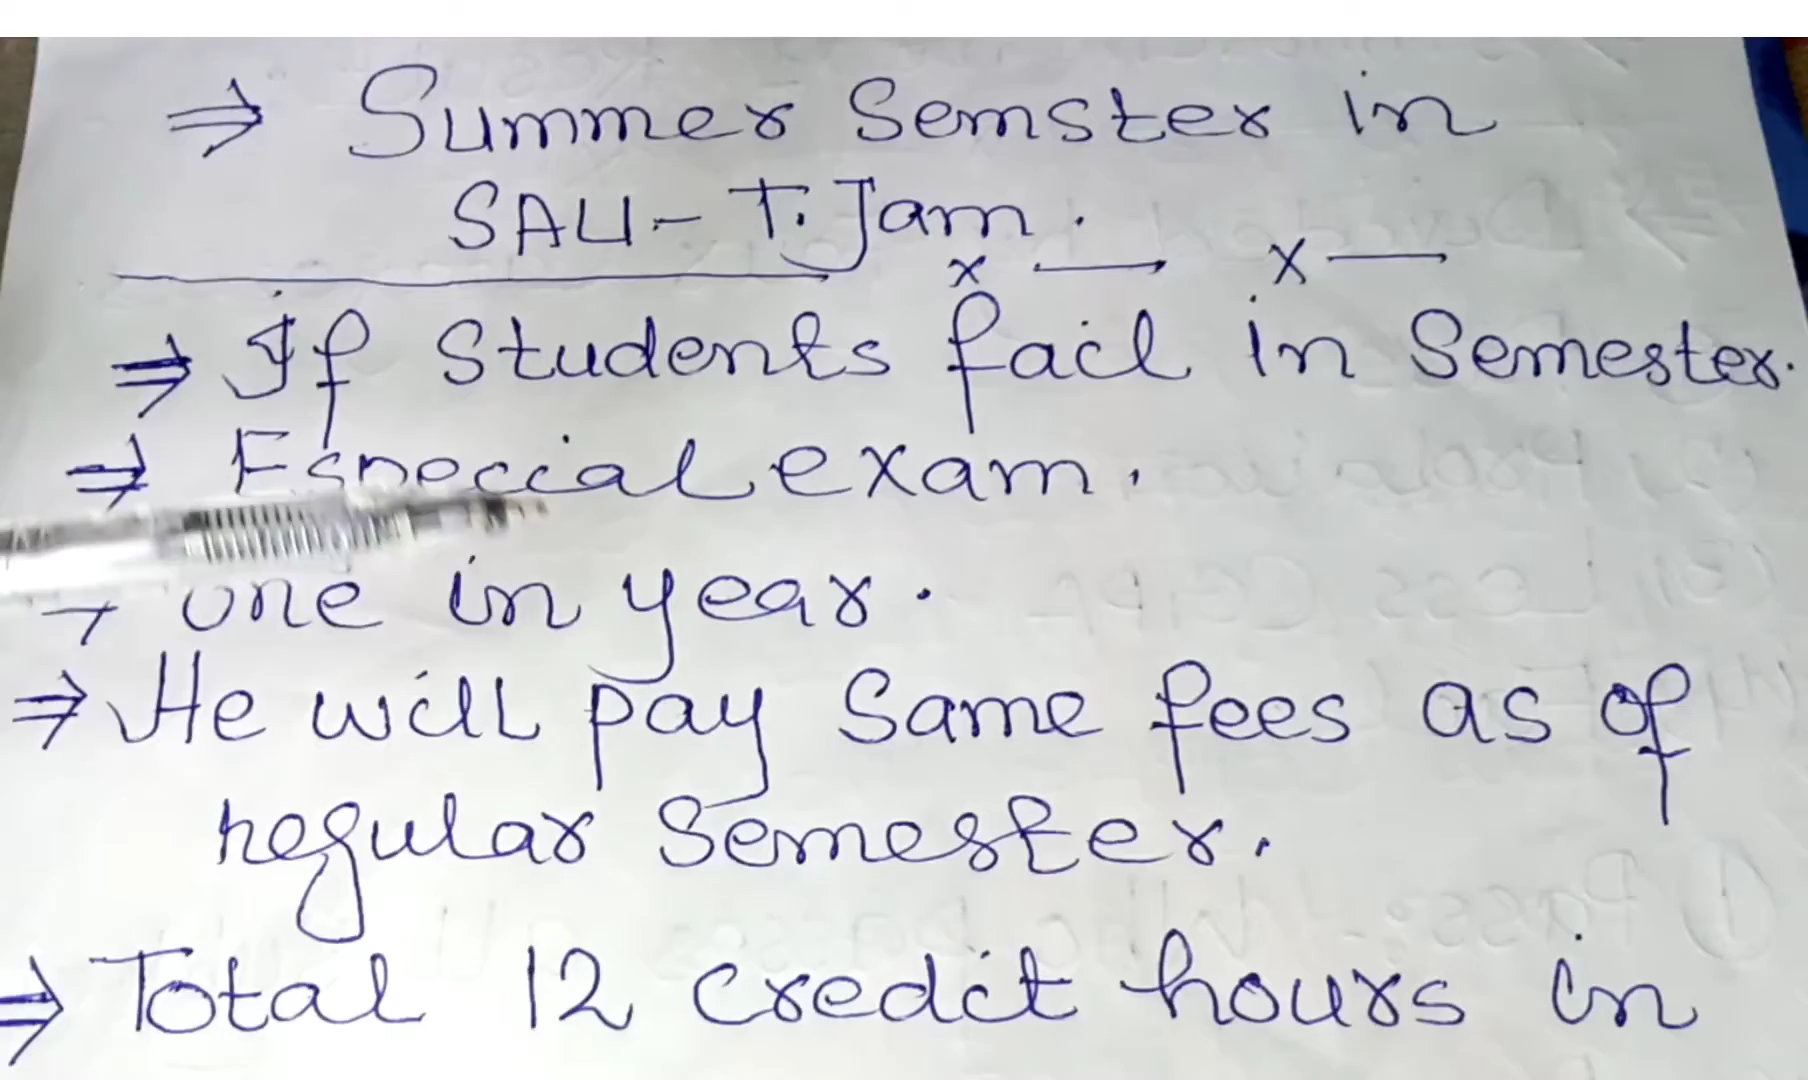 ⇒ Summer Semster in
SAU - T. Jam.
x — x —
⇒ If students fail in Semester.
⇒ Especial exam.
→ one in year.
⇒ He will pay Same fees as of
regular Semester.
⇒ Total 12 credit hours in